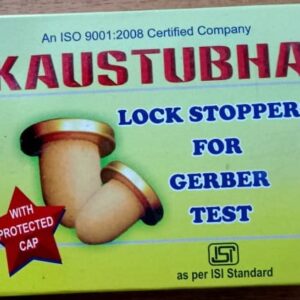 An ISO 9001:2008 Certified Company
KAUSTUBHA
LOCK STOPPER
FOR
GERBER
TEST
WITH
PROTECTED
CAP
ISI
as per ISI Standard